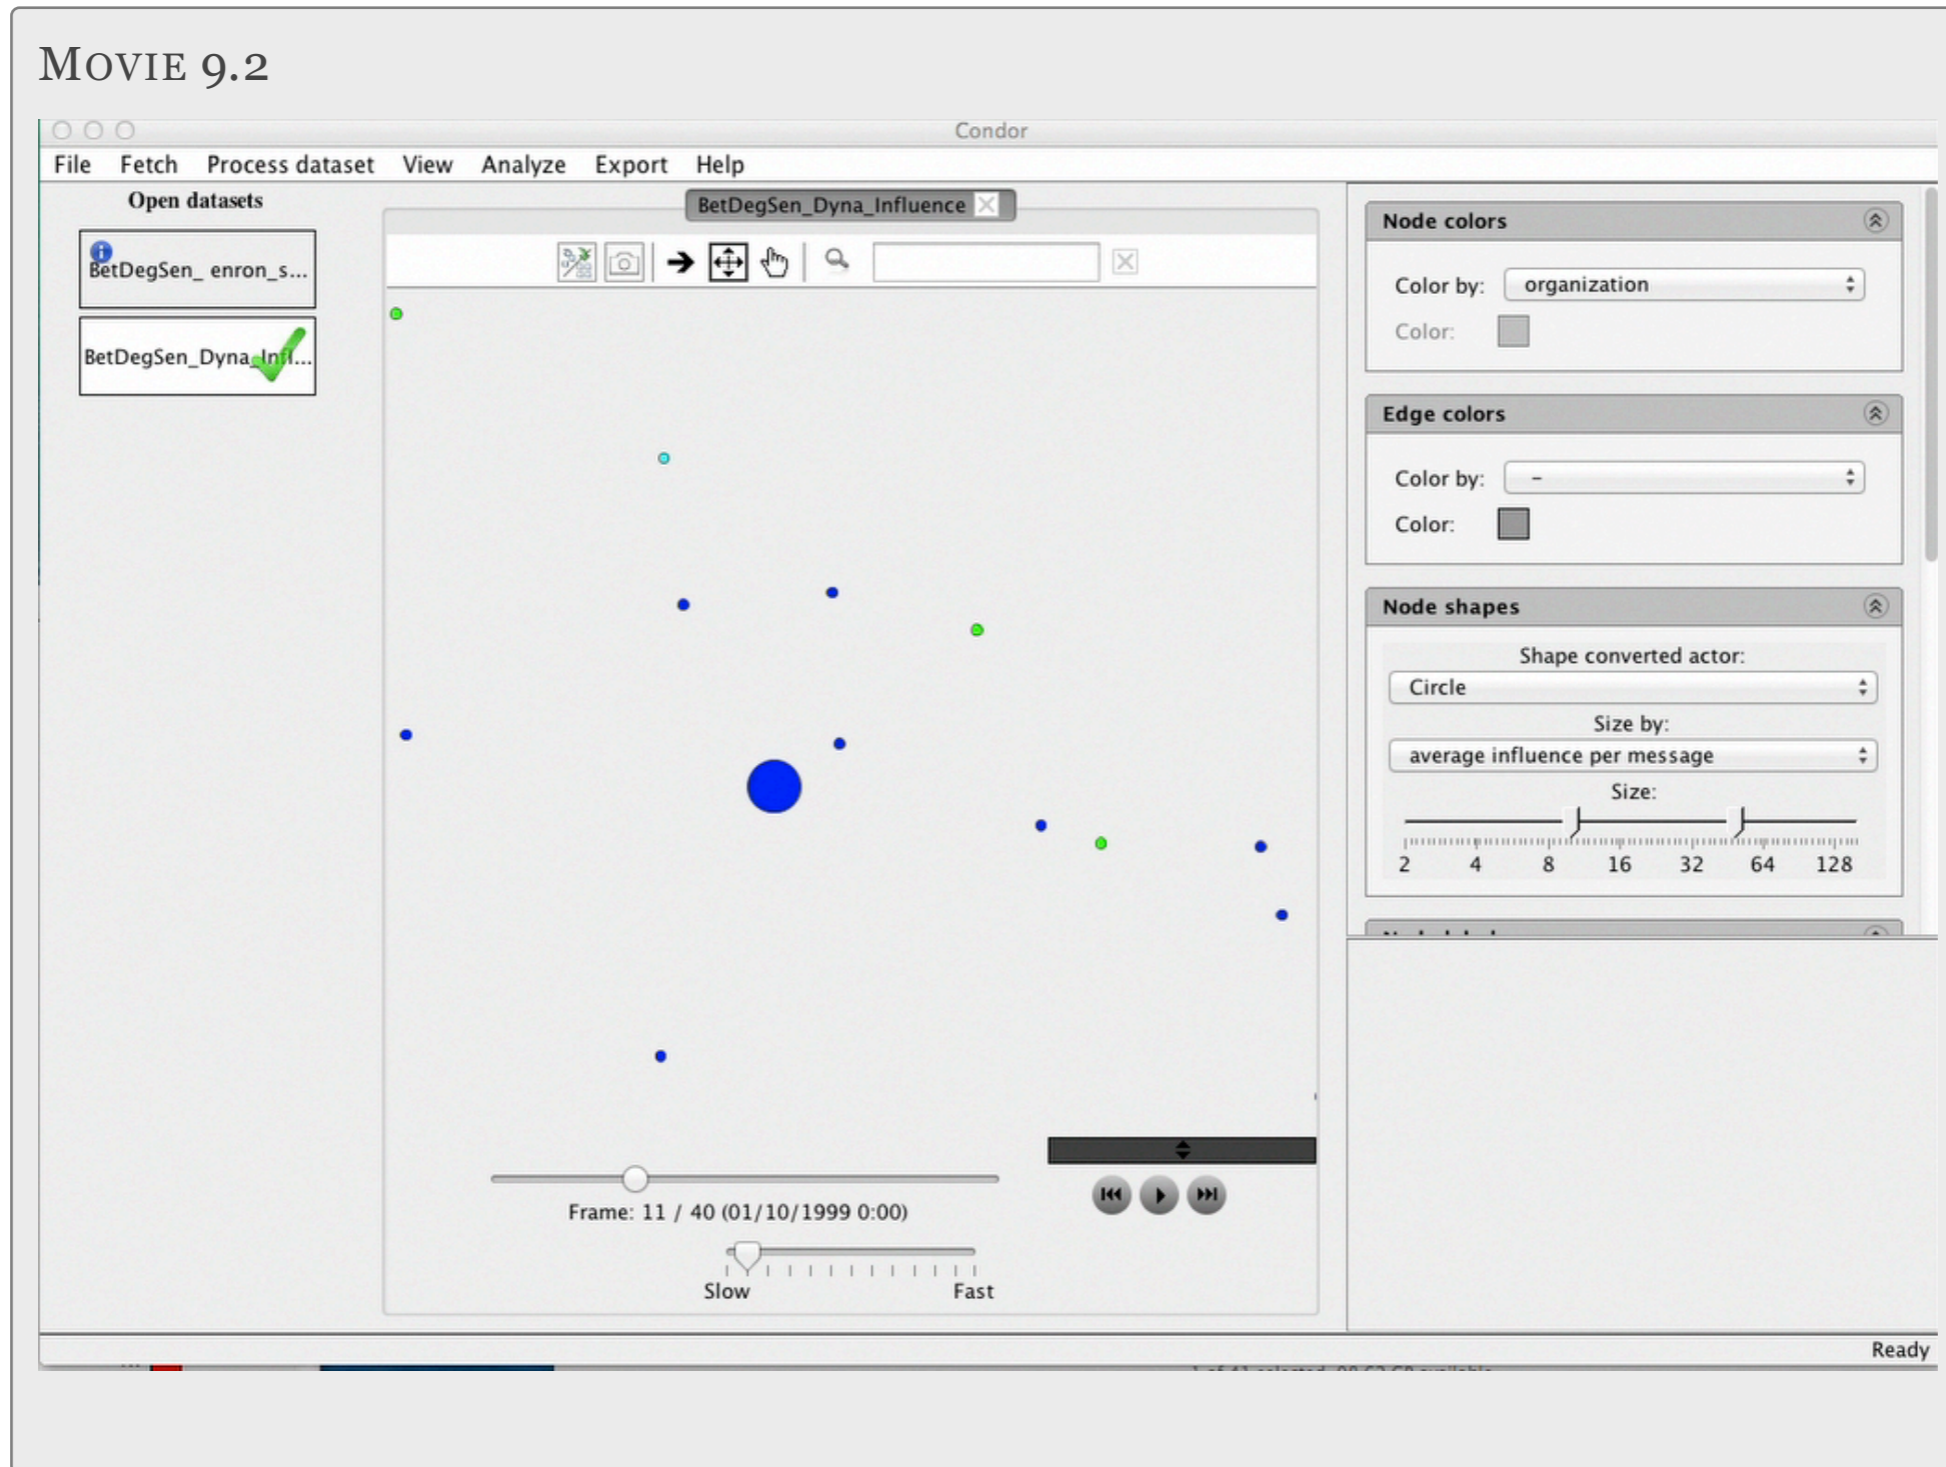 MOVIE 9.2
Condor
File Fetch Process dataset View Analyze Export Help
Open datasets
BetDegSen_ enron_s...
BetDegSen_Dyna_Infl...
BetDegSen_Dyna_Influence
Node colors
Color by: organization
Color:
Edge colors
Color by: –
Color:
Node shapes
Shape converted actor:
Circle
Size by:
average influence per message
Size:
2 4 8 16 32 64 128
Frame: 11 / 40 (01/10/1999 0:00)
Slow Fast
Ready